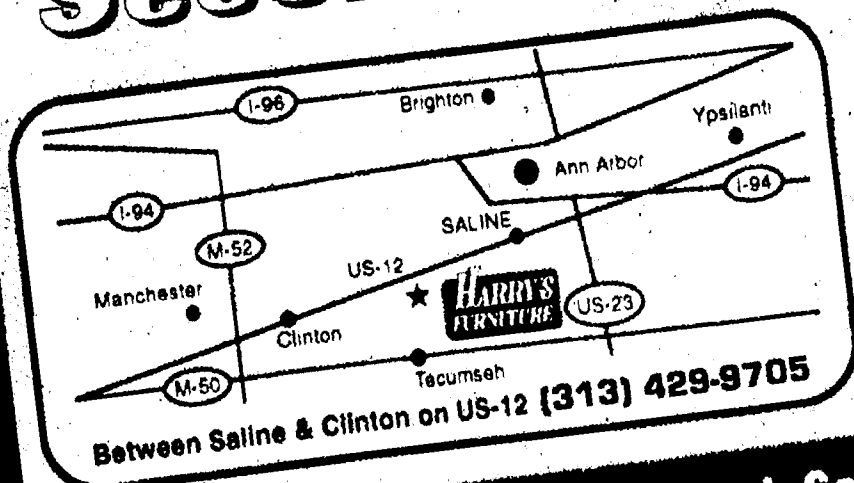 I-96
Brighton
Ypsilanti
Ann Arbor
I-94
I-94
SALINE
M-52
US-12
Manchester
HARRY'S
FURNITURE
US-23
Clinton
M-50
Tecumseh
Between Saline & Clinton on US-12 (313) 429-9705